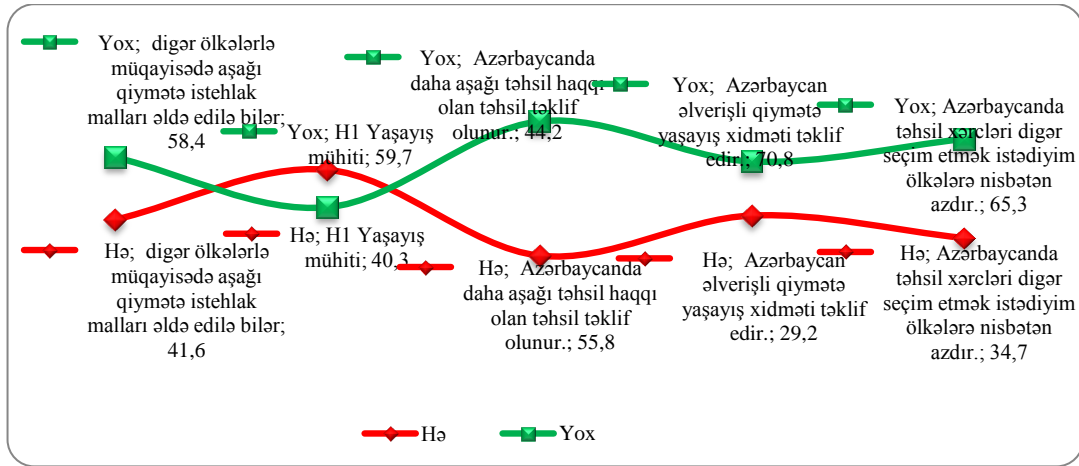 Yox;  digər ölkələrlə
müqayisədə aşağı
qiymətə istehlak
malları əldə edilə bilər;
58,4
Yox; H1 Yaşayış
mühiti; 59,7
Yox;  Azərbaycanda
daha aşağı təhsil haqqı
olan təhsil təklif
olunur.; 44,2
Yox;  Azərbaycan
əlverişli qiymətə
yaşayış xidməti təklif
edir.; 70,8
Yox; Azərbaycanda
təhsil xərcləri digər
seçim etmək istədiyim
ölkələrə nisbətən
azdır.; 65,3
Hə;  digər ölkələrlə
müqayisədə aşağı
qiymətə istehlak
malları əldə edilə bilər;
41,6
Hə; H1 Yaşayış
mühiti; 40,3
Hə;  Azərbaycanda
daha aşağı təhsil haqqı
olan təhsil təklif
olunur.; 55,8
Hə;  Azərbaycan
əlverişli qiymətə
yaşayış xidməti təklif
edir.; 29,2
Hə; Azərbaycanda
təhsil xərcləri digər
seçim etmək istədiyim
ölkələrə nisbətən
azdır.; 34,7
Hə
Yox